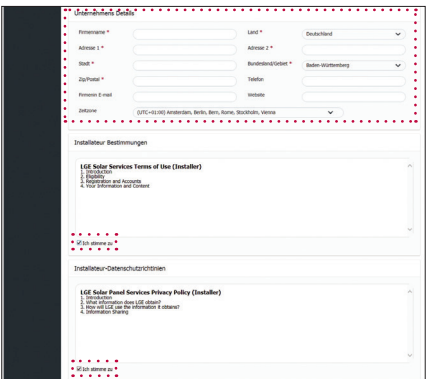 Unternehmens Details
Firmenname * Land * Deutschland
Adresse 1 * Adresse 2 *
Stadt * Bundesland/Gebiet * Baden-Württemberg
Zip/Postal * Telefon
Firmenin E-mail Website
Zeitzone (UTC+01:00) Amsterdam, Berlin, Bern, Rome, Stockholm, Vienna
Installateur Bestimmungen
LGE Solar Services Terms of Use (Installer)
1. Introduction
2. Eligibility
3. Registration and Accounts
4. Your Information and Content
Ich stimme zu
Installateur-Datenschutzrichtlinien
LGE Solar Panel Services Privacy Policy (Installer)
1. Introduction
2. What information does LGE obtain?
3. How will LGE use the information it obtains?
4. Information Sharing
Ich stimme zu